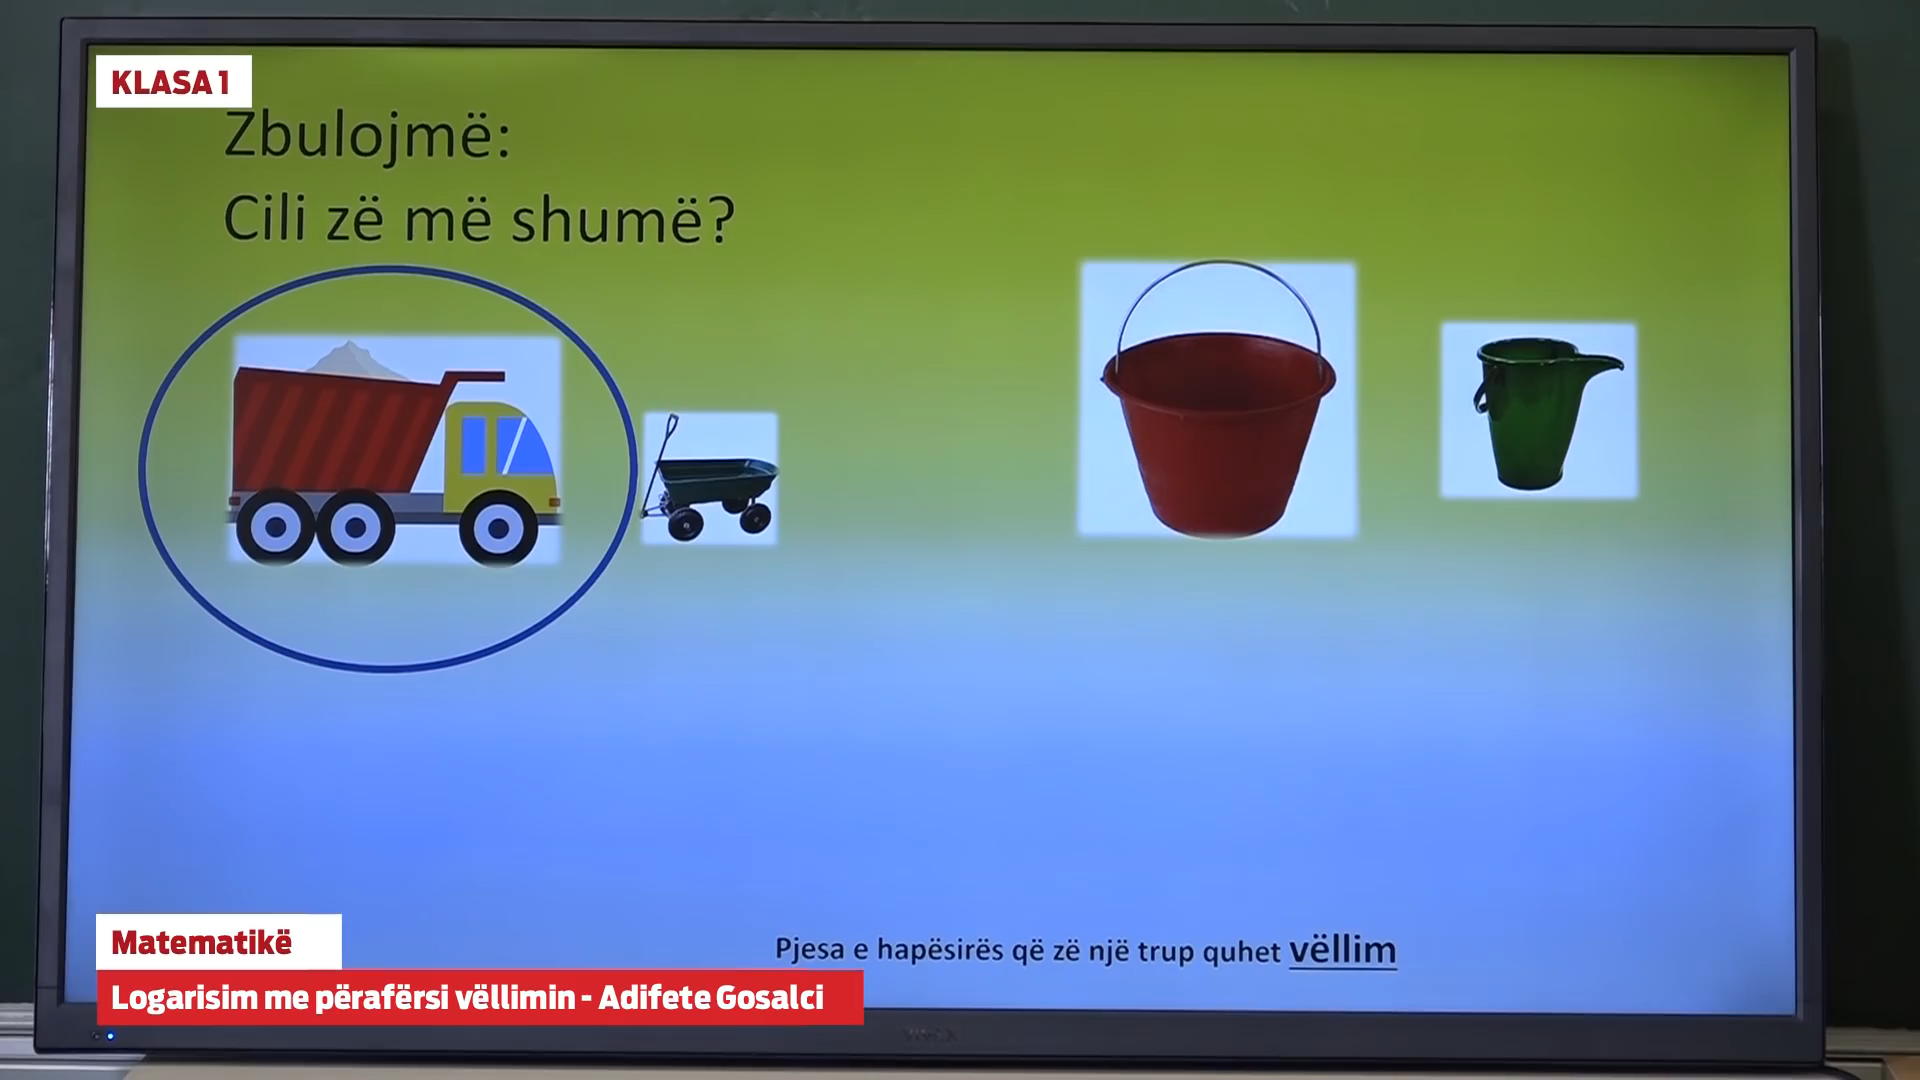 KLASA 1
Zbulojmë:
Cili zë më shumë?
Pjesa e hapësirës që zë një trup quhet vëllim
Matematikë
Logarisim me përafërsi vëllimin - Adifete Gosalci